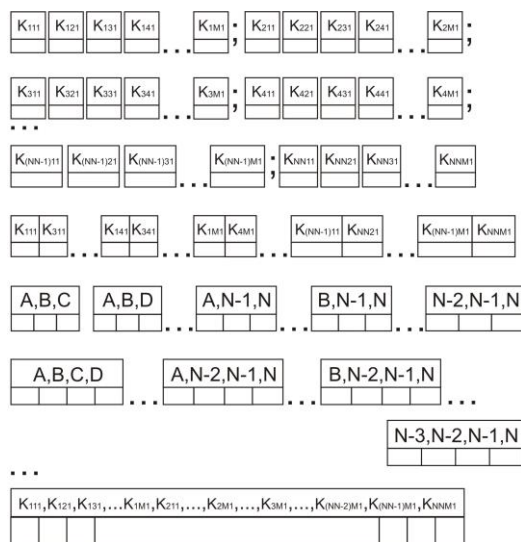 K111 K121 K131 K141 ... K1M1 ; K211 K221 K231 K241 ... K2M1 ;
K311 K321 K331 K341 ... K3M1 ; K411 K421 K431 K441 ... K4M1 ;
...
K(NN-1)11 K(NN-1)21 K(NN-1)31 ... K(NN-1)M1 ; KNN11 KNN21 KNN31 ... KNNM1
K111 K311 ... K141 K341 ... K1M1 K4M1 ... K(NN-1)11 KNN21 ... K(NN-1)M1 KNNM1
A,B,C A,B,D ... A,N-1,N ... B,N-1,N ... N-2,N-1,N
A,B,C,D ... A,N-2,N-1,N ... B,N-2,N-1,N ...
N-3,N-2,N-1,N
...
K111,K121,K131,...K1M1,K211,...,K2M1,...,K3M1,...,K(NN-2)M1,K(NN-1)M1,KNNM1